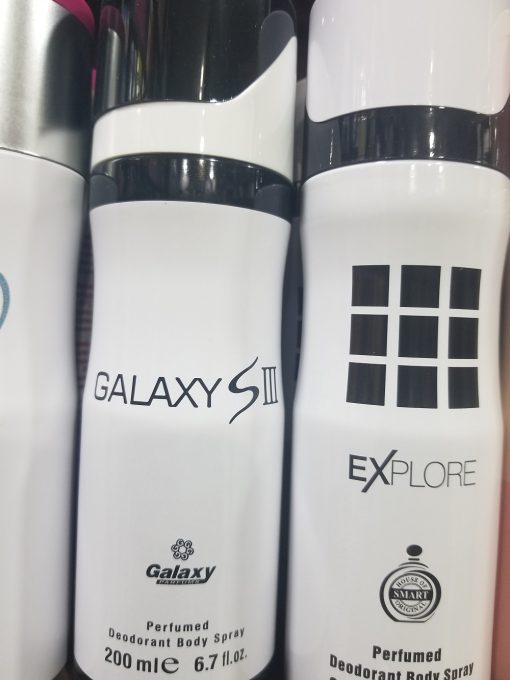 GALAXY SIII
Galaxy
PARFUMS
Perfumed
Deodorant Body Spray
200 ml e 6.7 fl.oz.
EXPLORE
HOUSE OF
SMART
ORIGINAL
Perfumed
Deodorant Body Spray